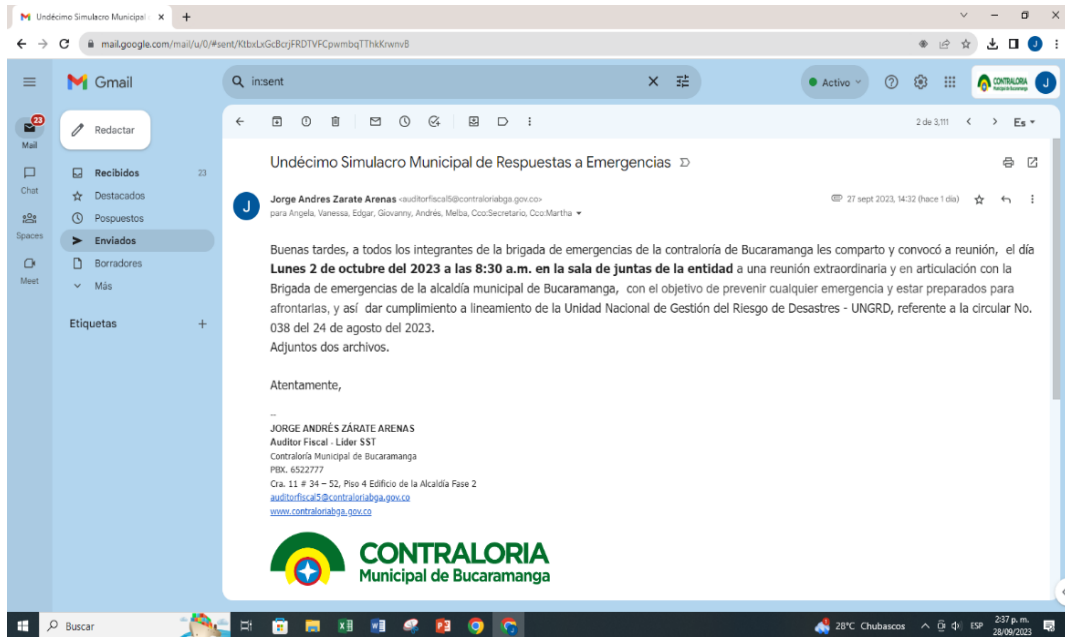 Undécimo Simulacro Municipal
mail.google.com/mail/u/0/#sent/KtbxLxGcBcrjFRDTVFCpwmbqTThkKrwnvB
Gmail
in:sent
Activo
CONTRALORIA
Municipal de Bucaramanga
J
23
Mail
Chat
Spaces
Meet
Redactar
Recibidos 23
Destacados
Pospuestos
Enviados
Borradores
Más
Etiquetas
2 de 3,111
Es
Undécimo Simulacro Municipal de Respuestas a Emergencias
J
Jorge Andres Zarate Arenas <auditorfiscal5@contraloriabga.gov.co>
27 sept 2023, 14:32 (hace 1 día)
para Angela, Vanessa, Edgar, Giovanny, Andrés, Melba, Cco:Secretario, Cco:Martha
Buenas tardes, a todos los integrantes de la brigada de emergencias de la contraloría de Bucaramanga les comparto y convocó a reunión, el día
Lunes 2 de octubre del 2023 a las 8:30 a.m. en la sala de juntas de la entidad a una reunión extraordinaria y en articulación con la
Brigada de emergencias de la alcaldía municipal de Bucaramanga, con el objetivo de prevenir cualquier emergencia y estar preparados para
afrontarlas, y así dar cumplimiento a lineamiento de la Unidad Nacional de Gestión del Riesgo de Desastres - UNGRD, referente a la circular No.
038 del 24 de agosto del 2023.
Adjuntos dos archivos.
Atentamente,
--
JORGE ANDRÉS ZÁRATE ARENAS
Auditor Fiscal - Lider SST
Contraloría Municipal de Bucaramanga
PBX. 6522777
Cra. 11 # 34 – 52, Piso 4 Edificio de la Alcaldía Fase 2
auditorfiscal5@contraloriabga.gov.co
www.contraloriabga.gov.co
CONTRALORIA
Municipal de Bucaramanga
Buscar
28°C Chubascos
ESP
2:37 p. m.
28/09/2023